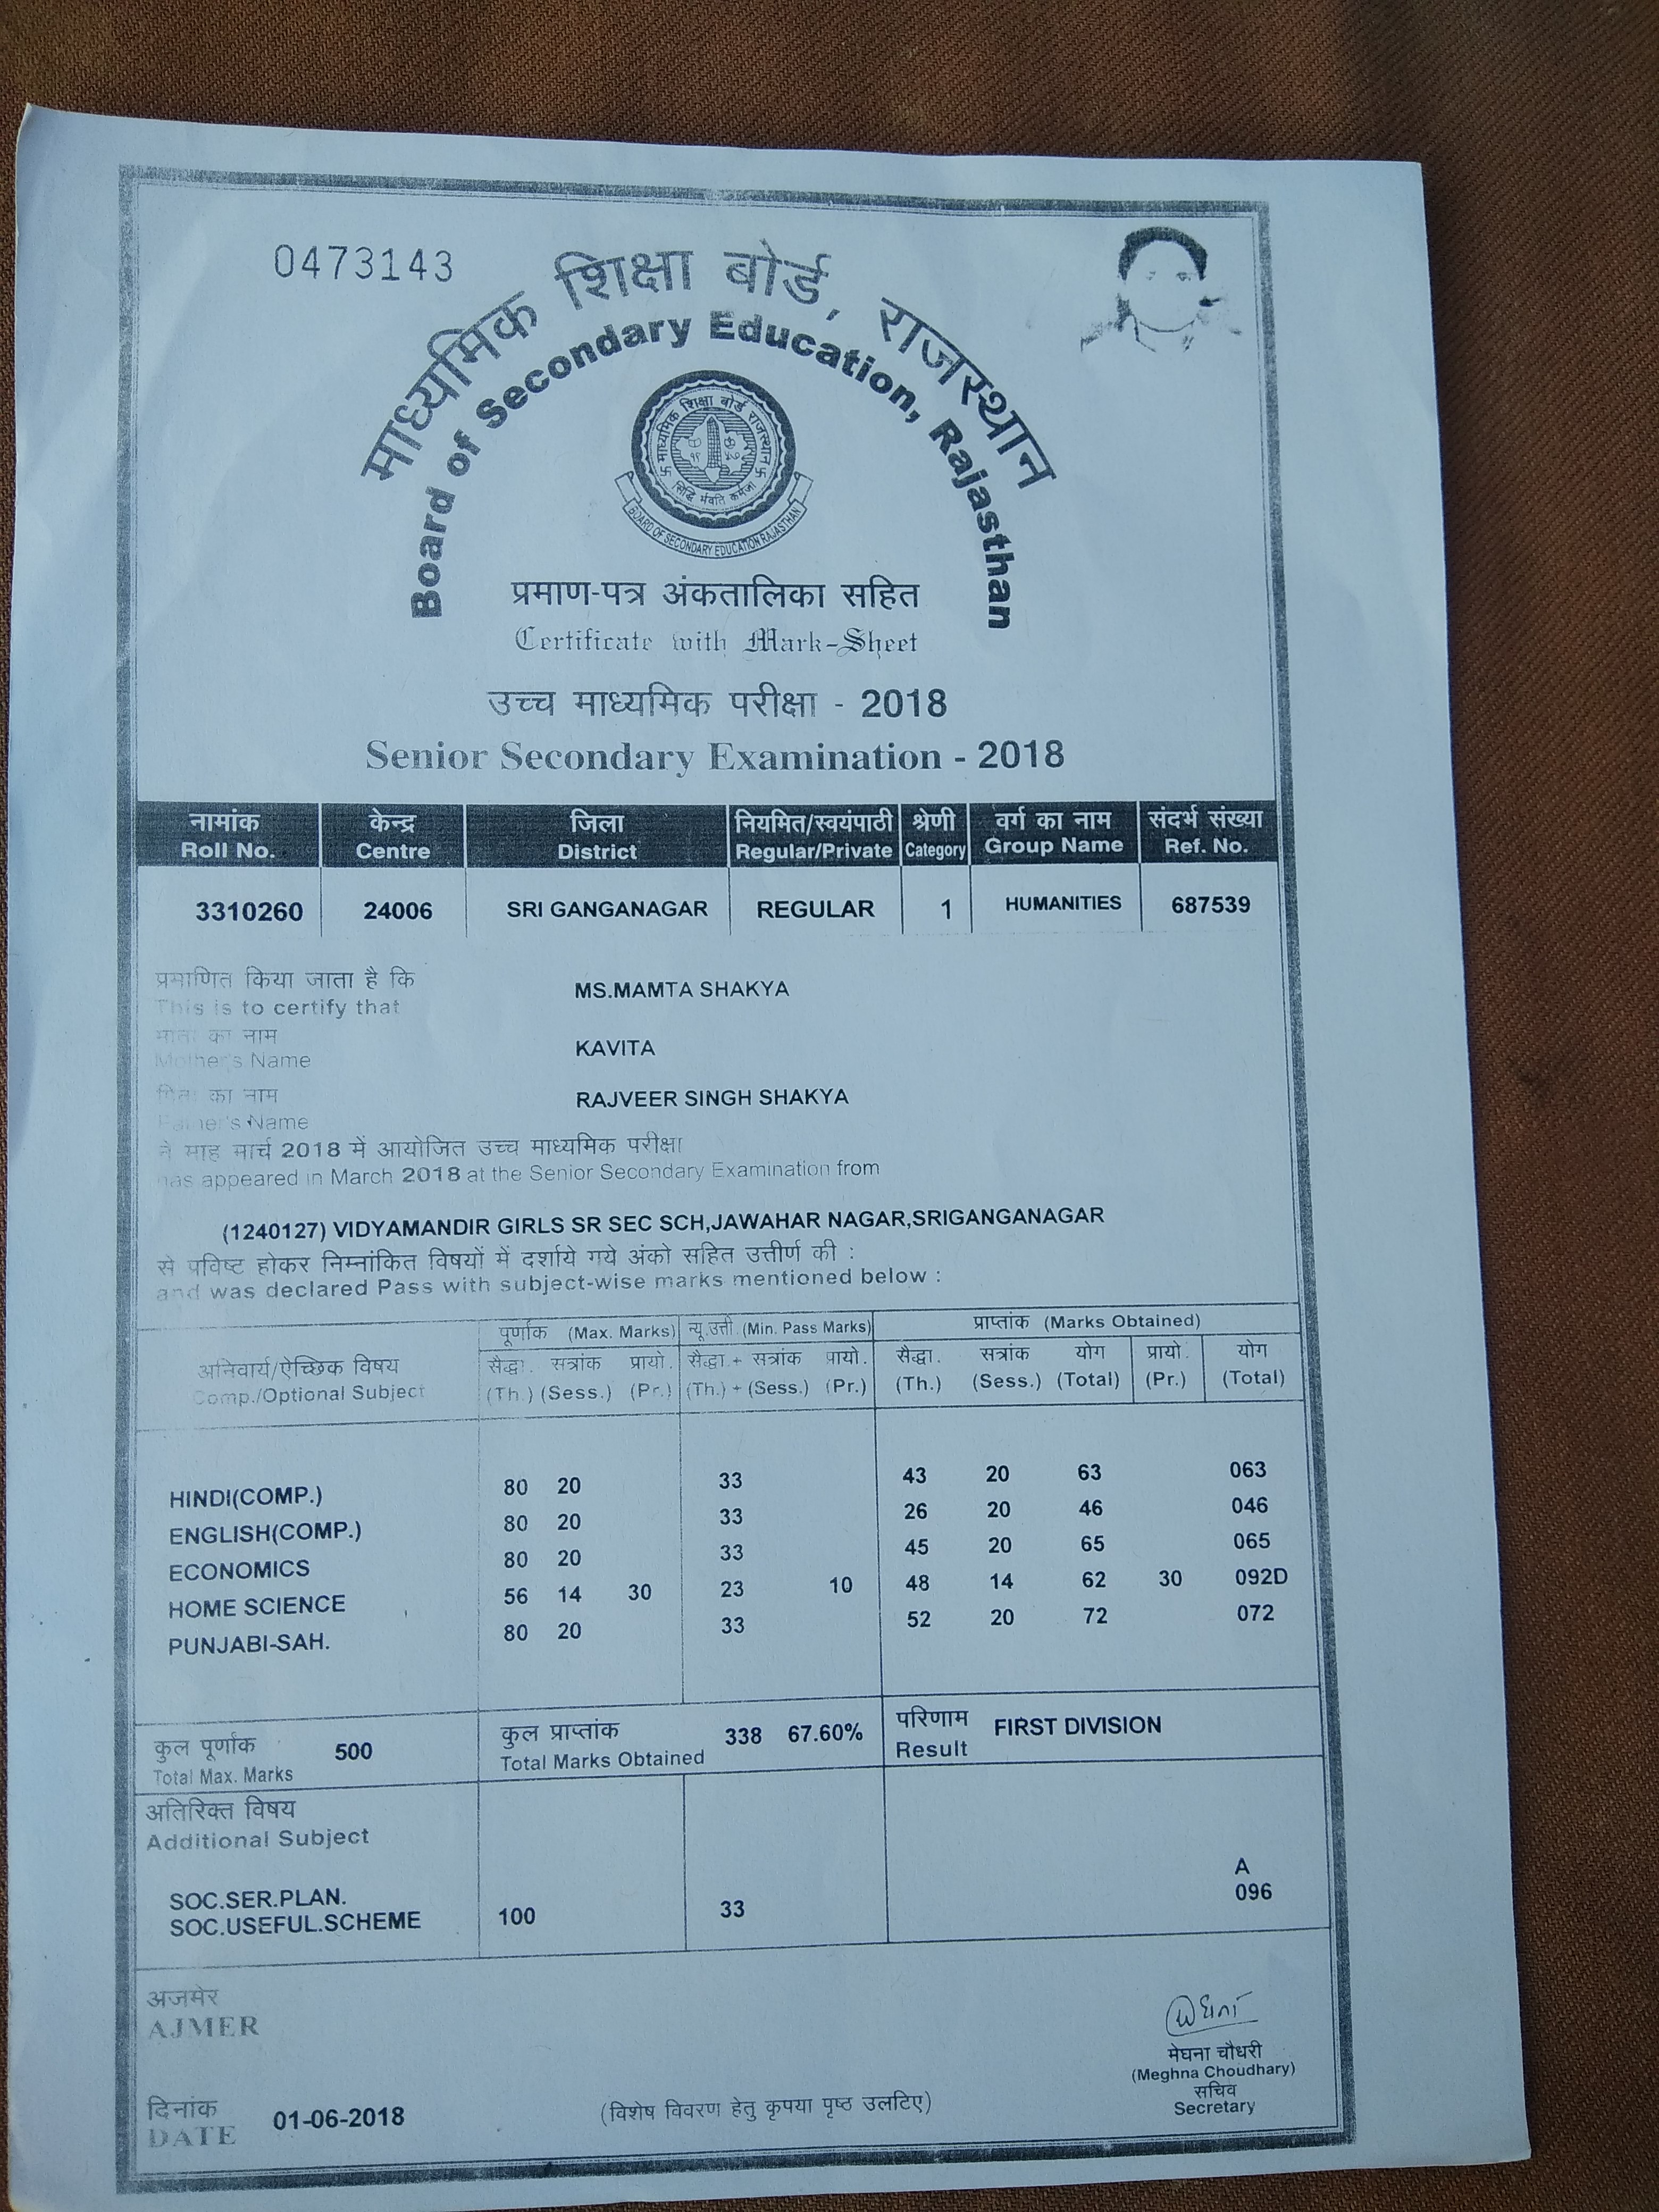 0473143
माध्यमिक शिक्षा बोर्ड, राजस्थान
Board of Secondary Education, Rajasthan
माध्यमिक शिक्षा बोर्ड राजस्थान
सिद्धि र्भवति कर्मजा
BOARD OF SECONDARY EDUCATION RAJASTHAN
प्रमाण-पत्र अंकतालिका सहित
Certificate with Mark-Sheet
उच्च माध्यमिक परीक्षा - 2018
Senior Secondary Examination - 2018
नामांक केन्द्र जिला नियमित/स्वयंपाठी श्रेणी वर्ग का नाम संदर्भ संख्या
Roll No. Centre District Regular/Private Category Group Name Ref. No.
3310260 24006 SRI GANGANAGAR REGULAR 1 HUMANITIES 687539
प्रमाणित किया जाता है कि
This is to certify that MS.MAMTA SHAKYA
माता का नाम
Mother's Name KAVITA
पिता का नाम
Father's Name RAJVEER SINGH SHAKYA
ने माह मार्च 2018 में आयोजित उच्च माध्यमिक परीक्षा
has appeared in March 2018 at the Senior Secondary Examination from
(1240127) VIDYAMANDIR GIRLS SR SEC SCH,JAWAHAR NAGAR,SRIGANGANAGAR
से प्रविष्ट होकर निम्नांकित विषयों में दर्शाये गये अंको सहित उत्तीर्ण की :
and was declared Pass with subject-wise marks mentioned below :
पूर्णांक (Max. Marks) न्यू.उत्ती. (Min. Pass Marks) प्राप्तांक (Marks Obtained)
अनिवार्य/ऐच्छिक विषय सैद्धा. सत्रांक प्रायो. सैद्धा.+ सत्रांक प्रायो. सैद्धा. सत्रांक योग प्रायो. योग
Comp./Optional Subject (Th.) (Sess.) (Pr.) (Th.) + (Sess.) (Pr.) (Th.) (Sess.) (Total) (Pr.) (Total)
HINDI(COMP.) 80 20 33 43 20 63 063
ENGLISH(COMP.) 80 20 33 26 20 46 046
ECONOMICS 80 20 33 45 20 65 065
HOME SCIENCE 56 14 30 23 10 48 14 62 30 092D
PUNJABI-SAH. 80 20 33 52 20 72 072
कुल पूर्णांक 500 कुल प्राप्तांक 338 67.60% परिणाम FIRST DIVISION
Total Max. Marks Total Marks Obtained Result
अतिरिक्त विषय
Additional Subject
SOC.SER.PLAN. A
SOC.USEFUL.SCHEME 100 33 096
अजमेर
AJMER
मेघना चौधरी
(Meghna Choudhary)
सचिव
Secretary
दिनांक
DATE 01-06-2018 (विशेष विवरण हेतु कृपया पृष्ठ उलटिए)